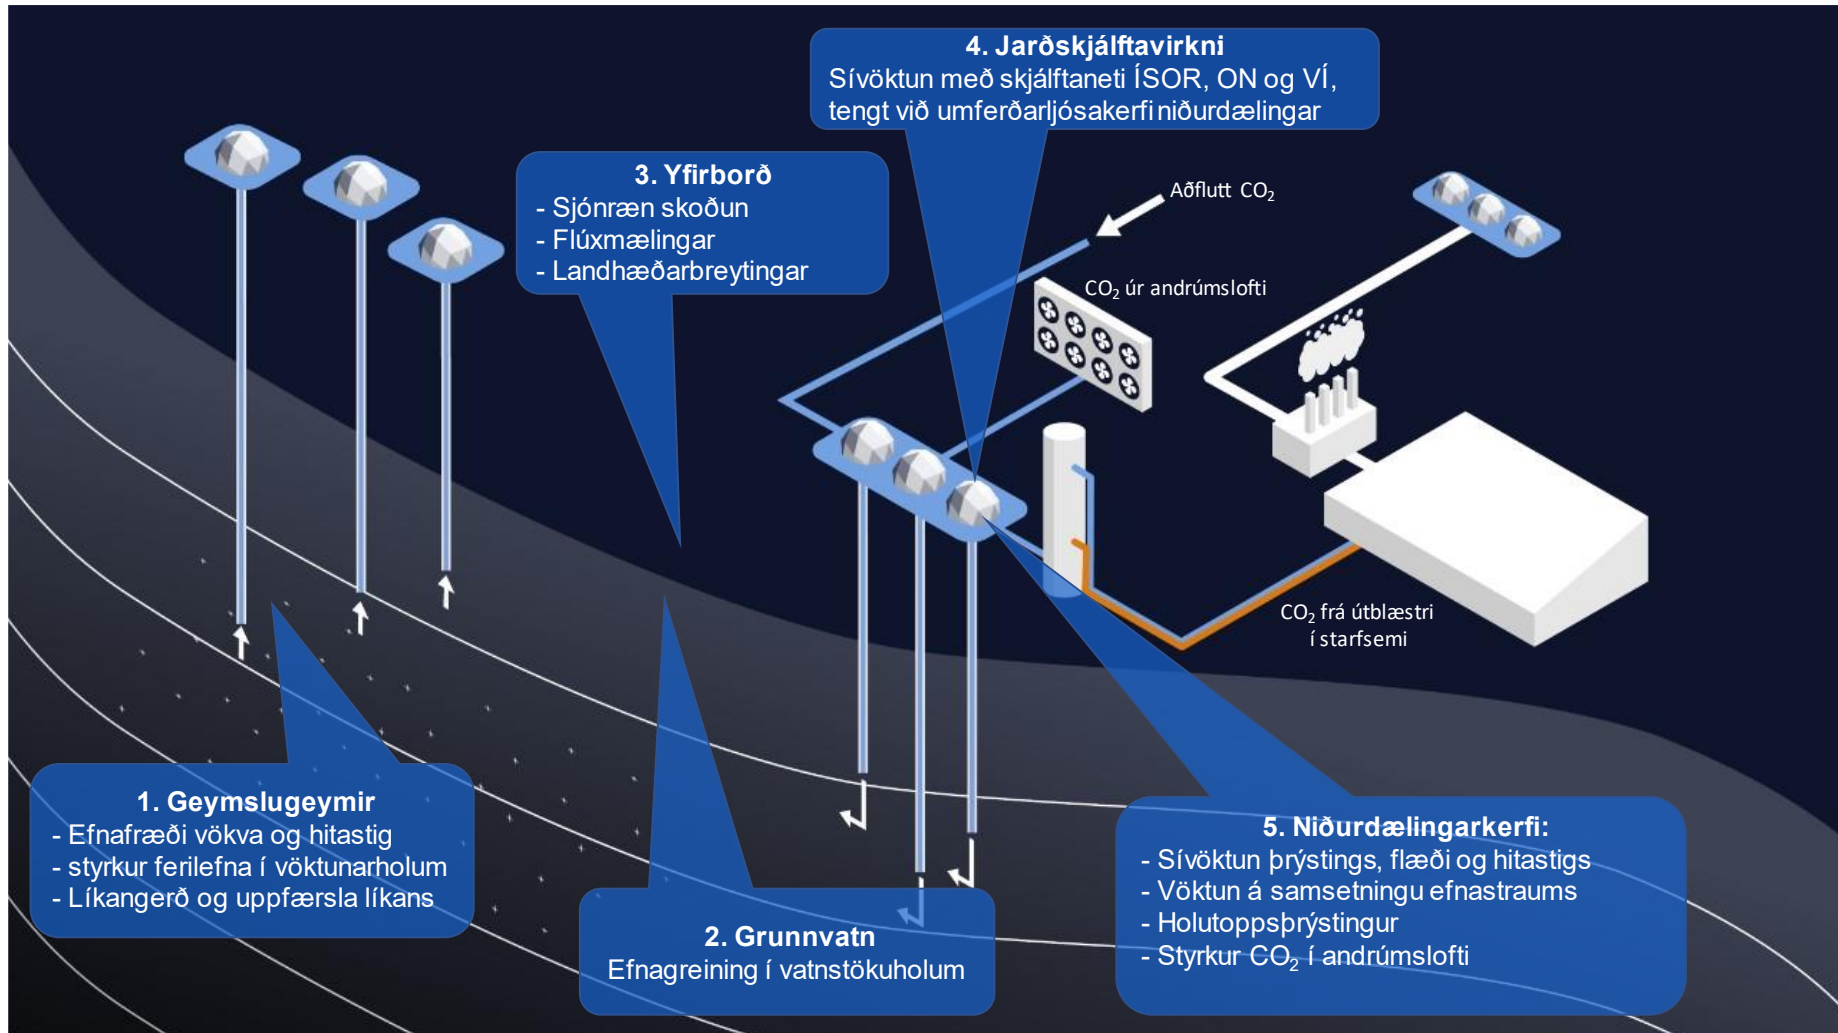 4. Jarðskjálftavirkni
Sívöktun með skjálftaneti ÍSOR, ON og VÍ,
tengt við umferðarljósakerfi niðurdælingar
3. Yfirborð
- Sjónræn skoðun
- Flúxmælingar
- Landhæðarbreytingar
Aðflutt CO₂
CO₂ úr andrúmslofti
CO₂ frá útblæstri
í starfsemi
1. Geymslugeymir
- Efnafræði vökva og hitastig
- styrkur ferilefna í vöktunarholum
- Líkangerð og uppfærsla líkans
2. Grunnvatn
Efnagreining í vatnstökuholum
5. Niðurdælingarkerfi:
- Sívöktun þrýstings, flæði og hitastigs
- Vöktun á samsetningu efnastraums
- Holutoppsþrýstingur
- Styrkur CO₂ í andrúmslofti